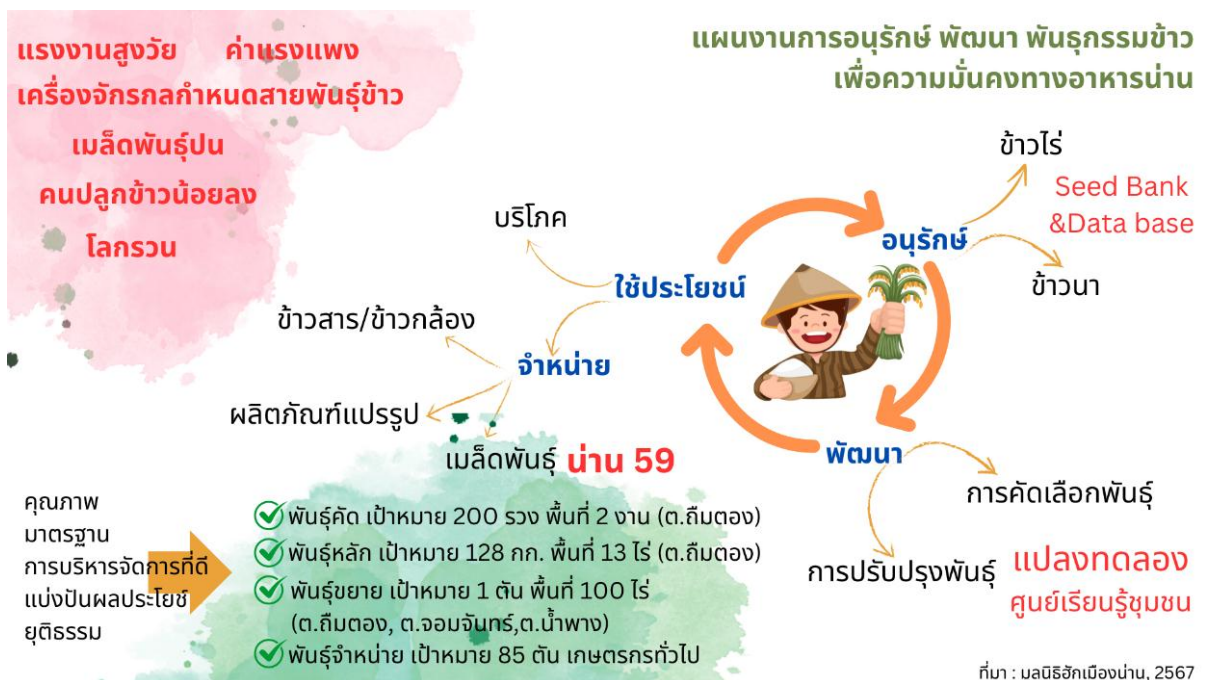 แรงงานสูงวัย ค่าแรงแพง
เครื่องจักรกลกำหนดสายพันธุ์ข้าว
เมล็ดพันธุ์ปน
คนปลูกข้าวน้อยลง
โลกรวน
แผนงานการอนุรักษ์ พัฒนา พันธุกรรมข้าว
เพื่อความมั่นคงทางอาหารน่าน
ข้าวไร่
Seed Bank
&Data base
อนุรักษ์
ข้าวนา
บริโภค
ใช้ประโยชน์
ข้าวสาร/ข้าวกล้อง
จำหน่าย
ผลิตภัณฑ์แปรรูป
เมล็ดพันธุ์ น่าน 59
พัฒนา
การคัดเลือกพันธุ์
การปรับปรุงพันธุ์
แปลงทดลอง
ศูนย์เรียนรู้ชุมชน
คุณภาพ
มาตรฐาน
การบริหารจัดการที่ดี
แบ่งปันผลประโยช์
ยุติธรรม
พันธุ์คัด เป้าหมาย 200 รวง พื้นที่ 2 งาน (ต.ถืมตอง)
พันธุ์หลัก เป้าหมาย 128 กก. พื้นที่ 13 ไร่ (ต.ถืมตอง)
พันธุ์ขยาย เป้าหมาย 1 ตัน พื้นที่ 100 ไร่
(ต.ถืมตอง, ต.จอมจันทร์,ต.น้ำพาง)
พันธุ์จำหน่าย เป้าหมาย 85 ตัน เกษตรกรทั่วไป
ที่มา : มูลนิธิฮักเมืองน่าน, 2567